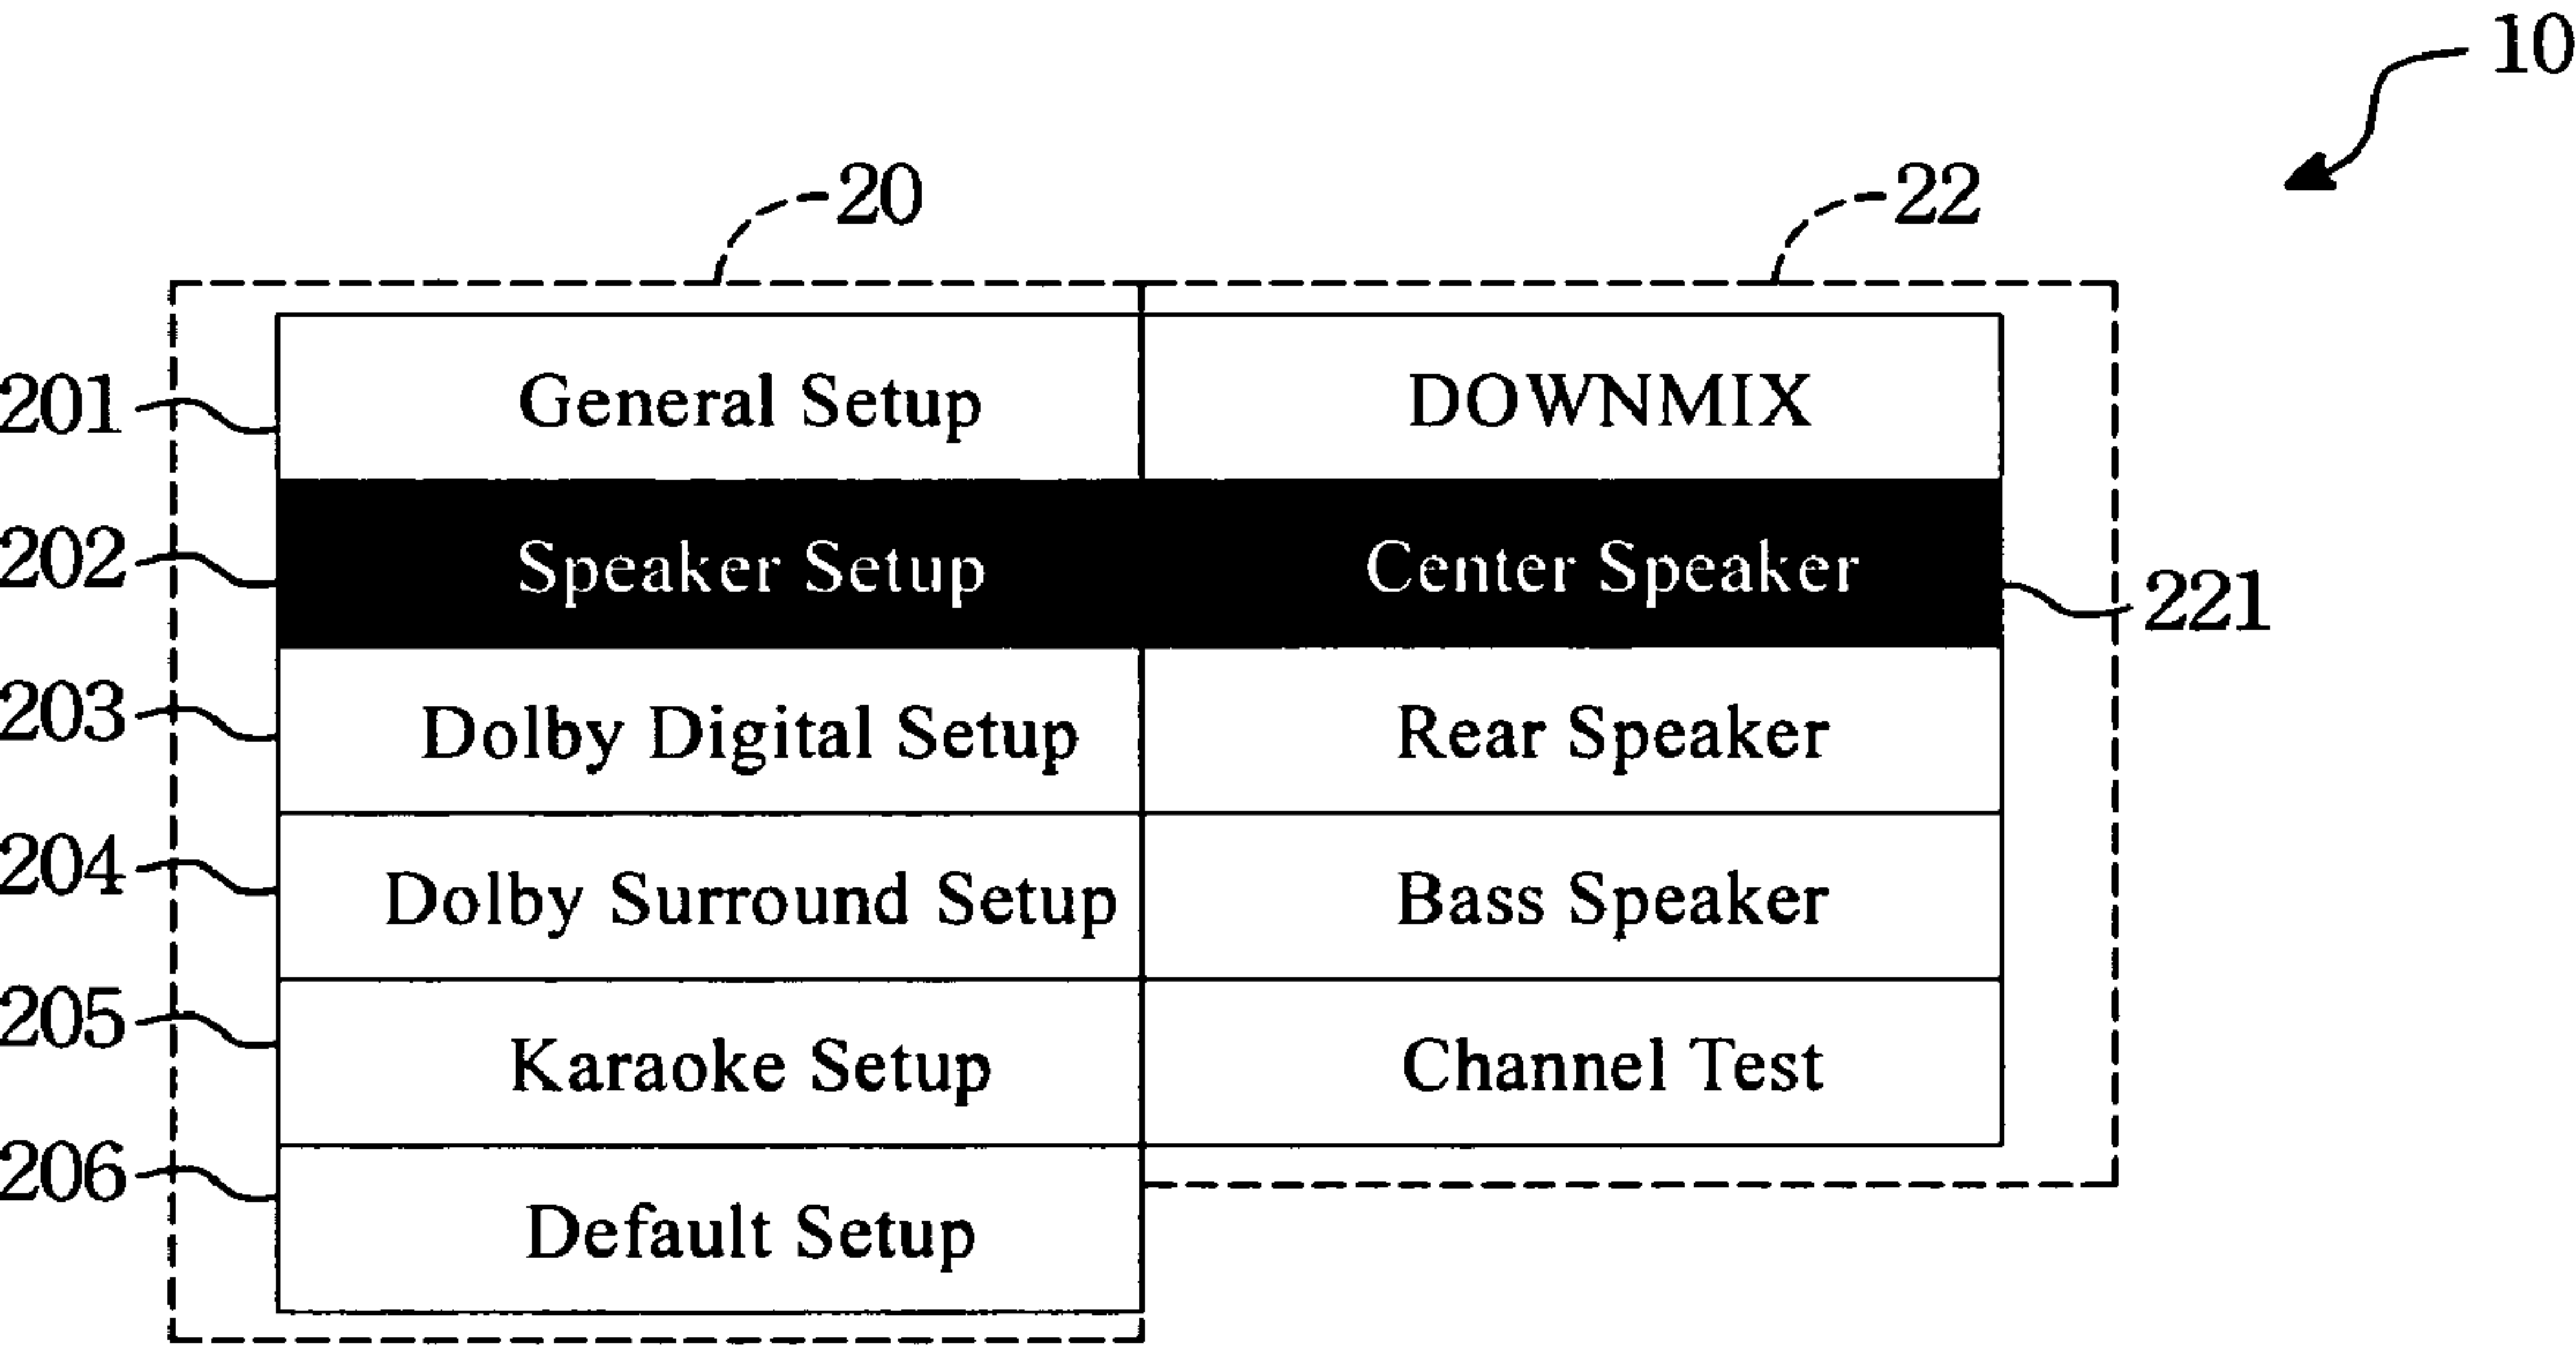 10
20 22
201 General Setup DOWNMIX
202 Speaker Setup Center Speaker 221
203 Dolby Digital Setup Rear Speaker
204 Dolby Surround Setup Bass Speaker
205 Karaoke Setup Channel Test
206 Default Setup